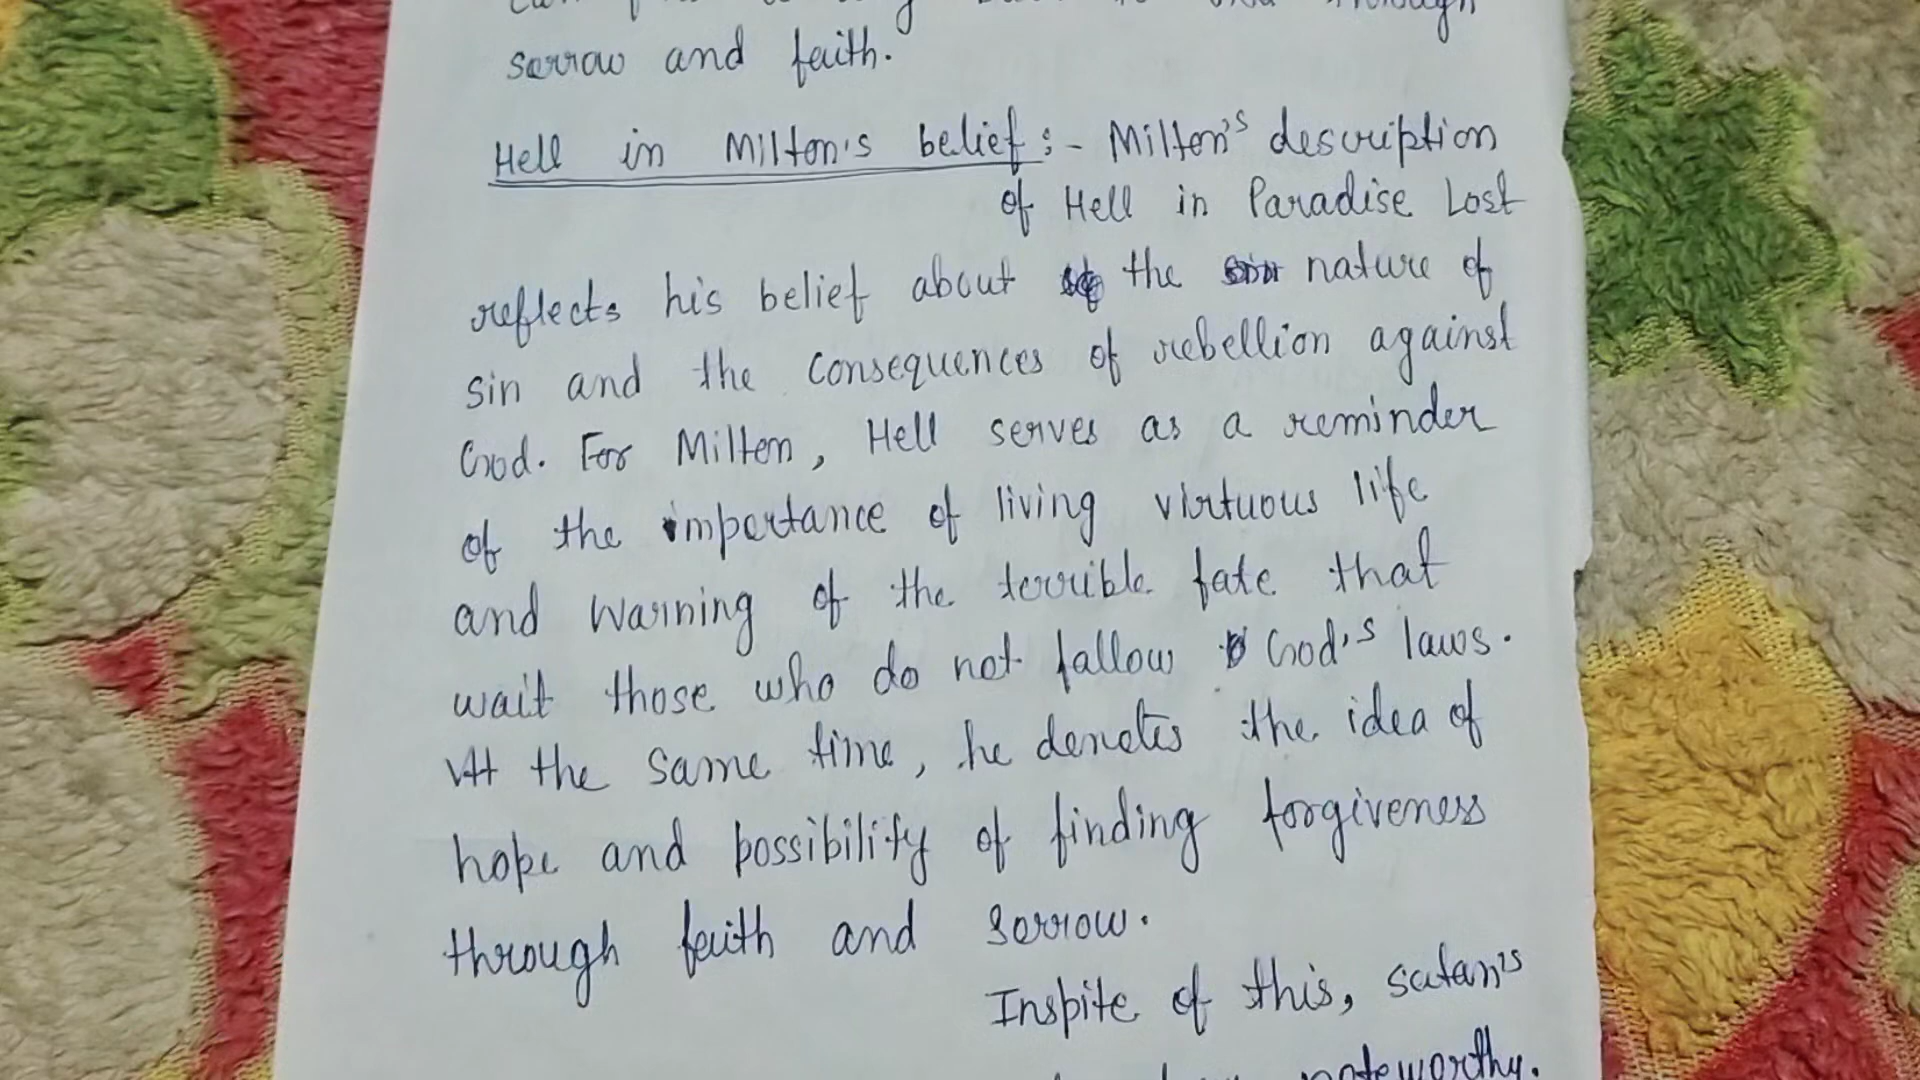 through
sorrow and faith.
Hell in Milton's belief :- Milton's description
of Hell in Paradise Lost
reflects his belief about the nature of
sin and the consequences of rebellion against
God. For Milton, Hell serves as a reminder
of the importance of living virtuous life
and warning of the terrible fate that
wait those who do not fallow God's laws.
At the same time, he denotes the idea of
hope and possibility of finding forgiveness
through faith and sorrow.
Inspite of this, Satan's
noteworthy.